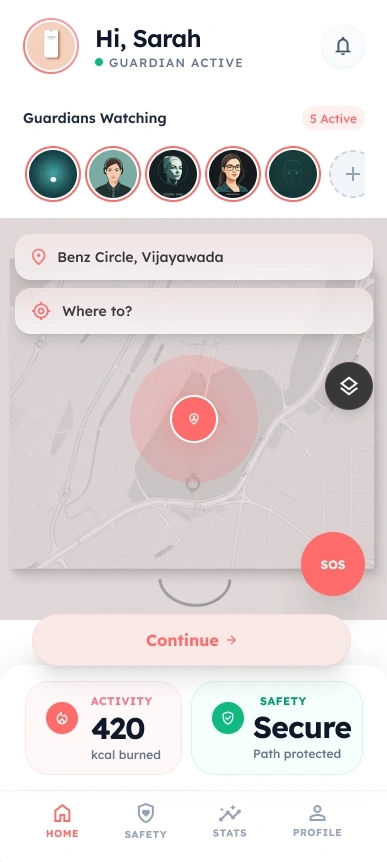 Hi, Sarah
GUARDIAN ACTIVE
Guardians Watching
5 Active
Benz Circle, Vijayawada
Where to?
SOS
Continue →
ACTIVITY
420
kcal burned
SAFETY
Secure
Path protected
HOME
SAFETY
STATS
PROFILE